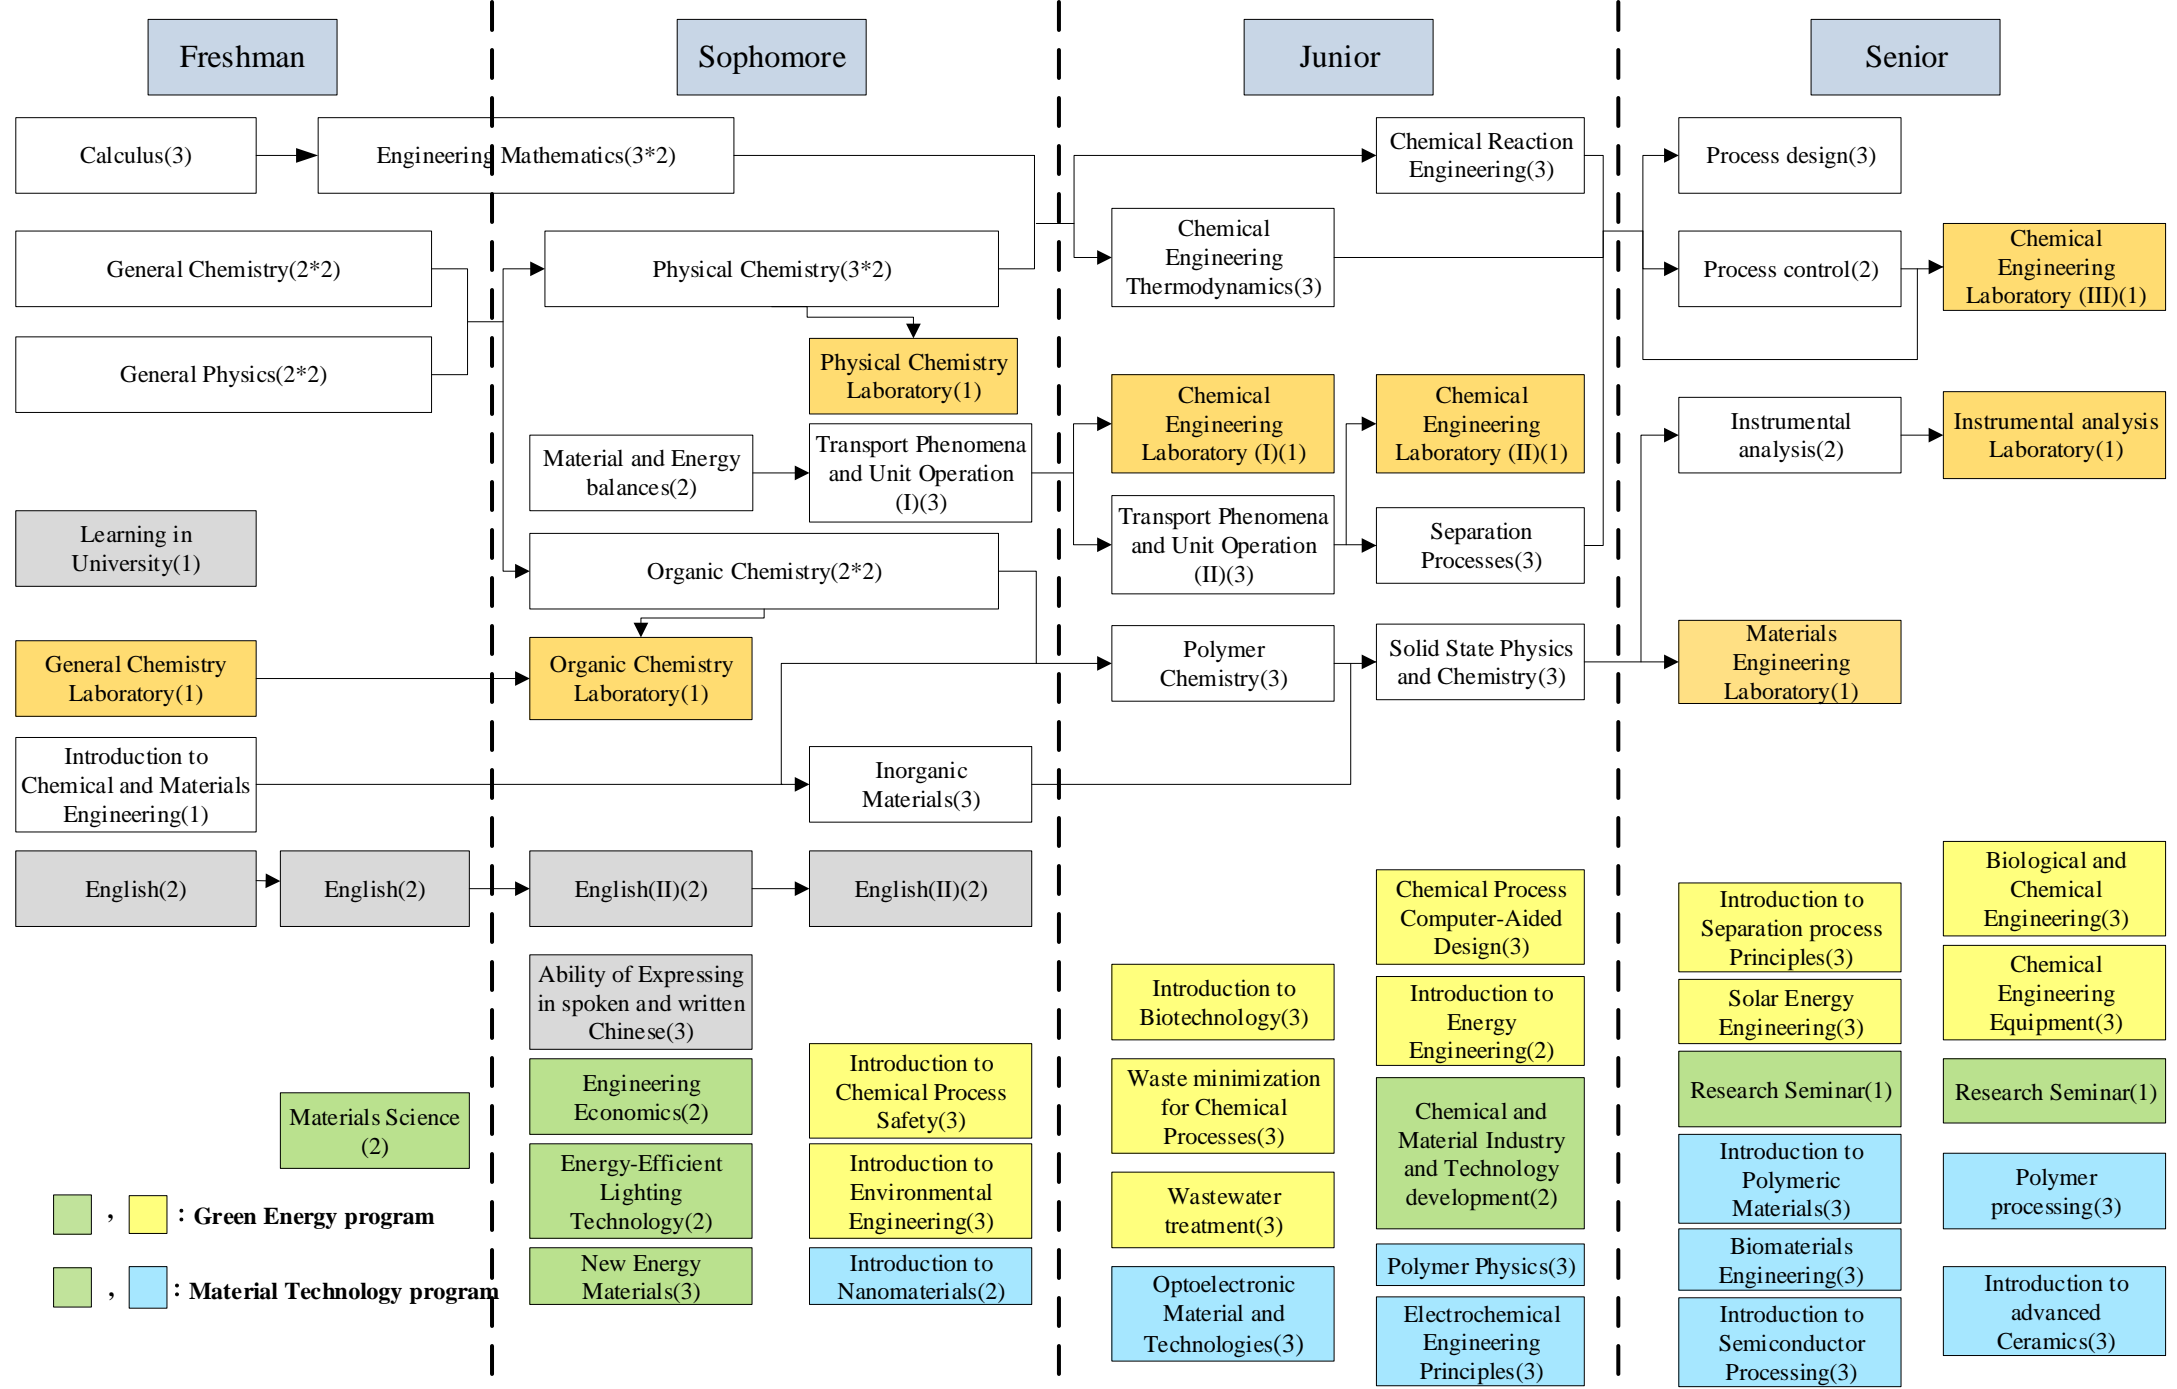 Freshman
Sophomore
Junior
Senior
Calculus(3)
Engineering Mathematics(3*2)
Chemical Reaction
Engineering(3)
Process design(3)
General Chemistry(2*2)
Physical Chemistry(3*2)
Chemical
Engineering
Thermodynamics(3)
Process control(2)
Chemical
Engineering
Laboratory (III)(1)
General Physics(2*2)
Physical Chemistry
Laboratory(1)
Chemical
Engineering
Laboratory (I)(1)
Chemical
Engineering
Laboratory (II)(1)
Instrumental
analysis(2)
Instrumental analysis
Laboratory(1)
Material and Energy
balances(2)
Transport Phenomena
and Unit Operation
(I)(3)
Learning in
University(1)
Transport Phenomena
and Unit Operation
(II)(3)
Separation
Processes(3)
Organic Chemistry(2*2)
General Chemistry
Laboratory(1)
Organic Chemistry
Laboratory(1)
Polymer
Chemistry(3)
Solid State Physics
and Chemistry(3)
Materials
Engineering
Laboratory(1)
Introduction to
Chemical and Materials
Engineering(1)
Inorganic
Materials(3)
English(2)
English(2)
English(II)(2)
English(II)(2)
Chemical Process
Computer-Aided
Design(3)
Introduction to
Separation process
Principles(3)
Biological and
Chemical
Engineering(3)
Ability of Expressing
in spoken and written
Chinese(3)
Introduction to
Biotechnology(3)
Introduction to
Energy
Engineering(2)
Solar Energy
Engineering(3)
Chemical
Engineering
Equipment(3)
Materials Science
(2)
Engineering
Economics(2)
Introduction to
Chemical Process
Safety(3)
Waste minimization
for Chemical
Processes(3)
Chemical and
Material Industry
and Technology
development(2)
Research Seminar(1)
Research Seminar(1)
Energy-Efficient
Lighting
Technology(2)
Introduction to
Environmental
Engineering(3)
Wastewater
treatment(3)
Introduction to
Polymeric
Materials(3)
Polymer
processing(3)
, : Green Energy program
New Energy
Materials(3)
Introduction to
Nanomaterials(2)
Optoelectronic
Material and
Technologies(3)
Polymer Physics(3)
Biomaterials
Engineering(3)
, : Material Technology program
Electrochemical
Engineering
Principles(3)
Introduction to
Semiconductor
Processing(3)
Introduction to
advanced
Ceramics(3)